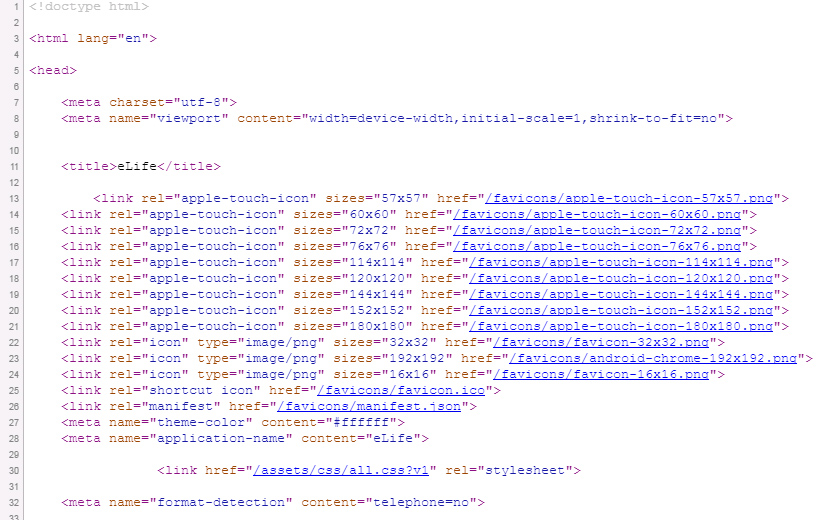 1 <!doctype html>
2
3 <html lang="en">
4
5 <head>
6
7 <meta charset="utf-8">
8 <meta name="viewport" content="width=device-width,initial-scale=1,shrink-to-fit=no">
9
10
11 <title>eLife</title>
12
13 <link rel="apple-touch-icon" sizes="57x57" href="/favicons/apple-touch-icon-57x57.png">
14 <link rel="apple-touch-icon" sizes="60x60" href="/favicons/apple-touch-icon-60x60.png">
15 <link rel="apple-touch-icon" sizes="72x72" href="/favicons/apple-touch-icon-72x72.png">
16 <link rel="apple-touch-icon" sizes="76x76" href="/favicons/apple-touch-icon-76x76.png">
17 <link rel="apple-touch-icon" sizes="114x114" href="/favicons/apple-touch-icon-114x114.png">
18 <link rel="apple-touch-icon" sizes="120x120" href="/favicons/apple-touch-icon-120x120.png">
19 <link rel="apple-touch-icon" sizes="144x144" href="/favicons/apple-touch-icon-144x144.png">
20 <link rel="apple-touch-icon" sizes="152x152" href="/favicons/apple-touch-icon-152x152.png">
21 <link rel="apple-touch-icon" sizes="180x180" href="/favicons/apple-touch-icon-180x180.png">
22 <link rel="icon" type="image/png" sizes="32x32" href="/favicons/favicon-32x32.png">
23 <link rel="icon" type="image/png" sizes="192x192" href="/favicons/android-chrome-192x192.png">
24 <link rel="icon" type="image/png" sizes="16x16" href="/favicons/favicon-16x16.png">
25 <link rel="shortcut icon" href="/favicons/favicon.ico">
26 <link rel="manifest" href="/favicons/manifest.json">
27 <meta name="theme-color" content="#ffffff">
28 <meta name="application-name" content="eLife">
29
30 <link href="/assets/css/all.css?v1" rel="stylesheet">
31
32 <meta name="format-detection" content="telephone=no">
33